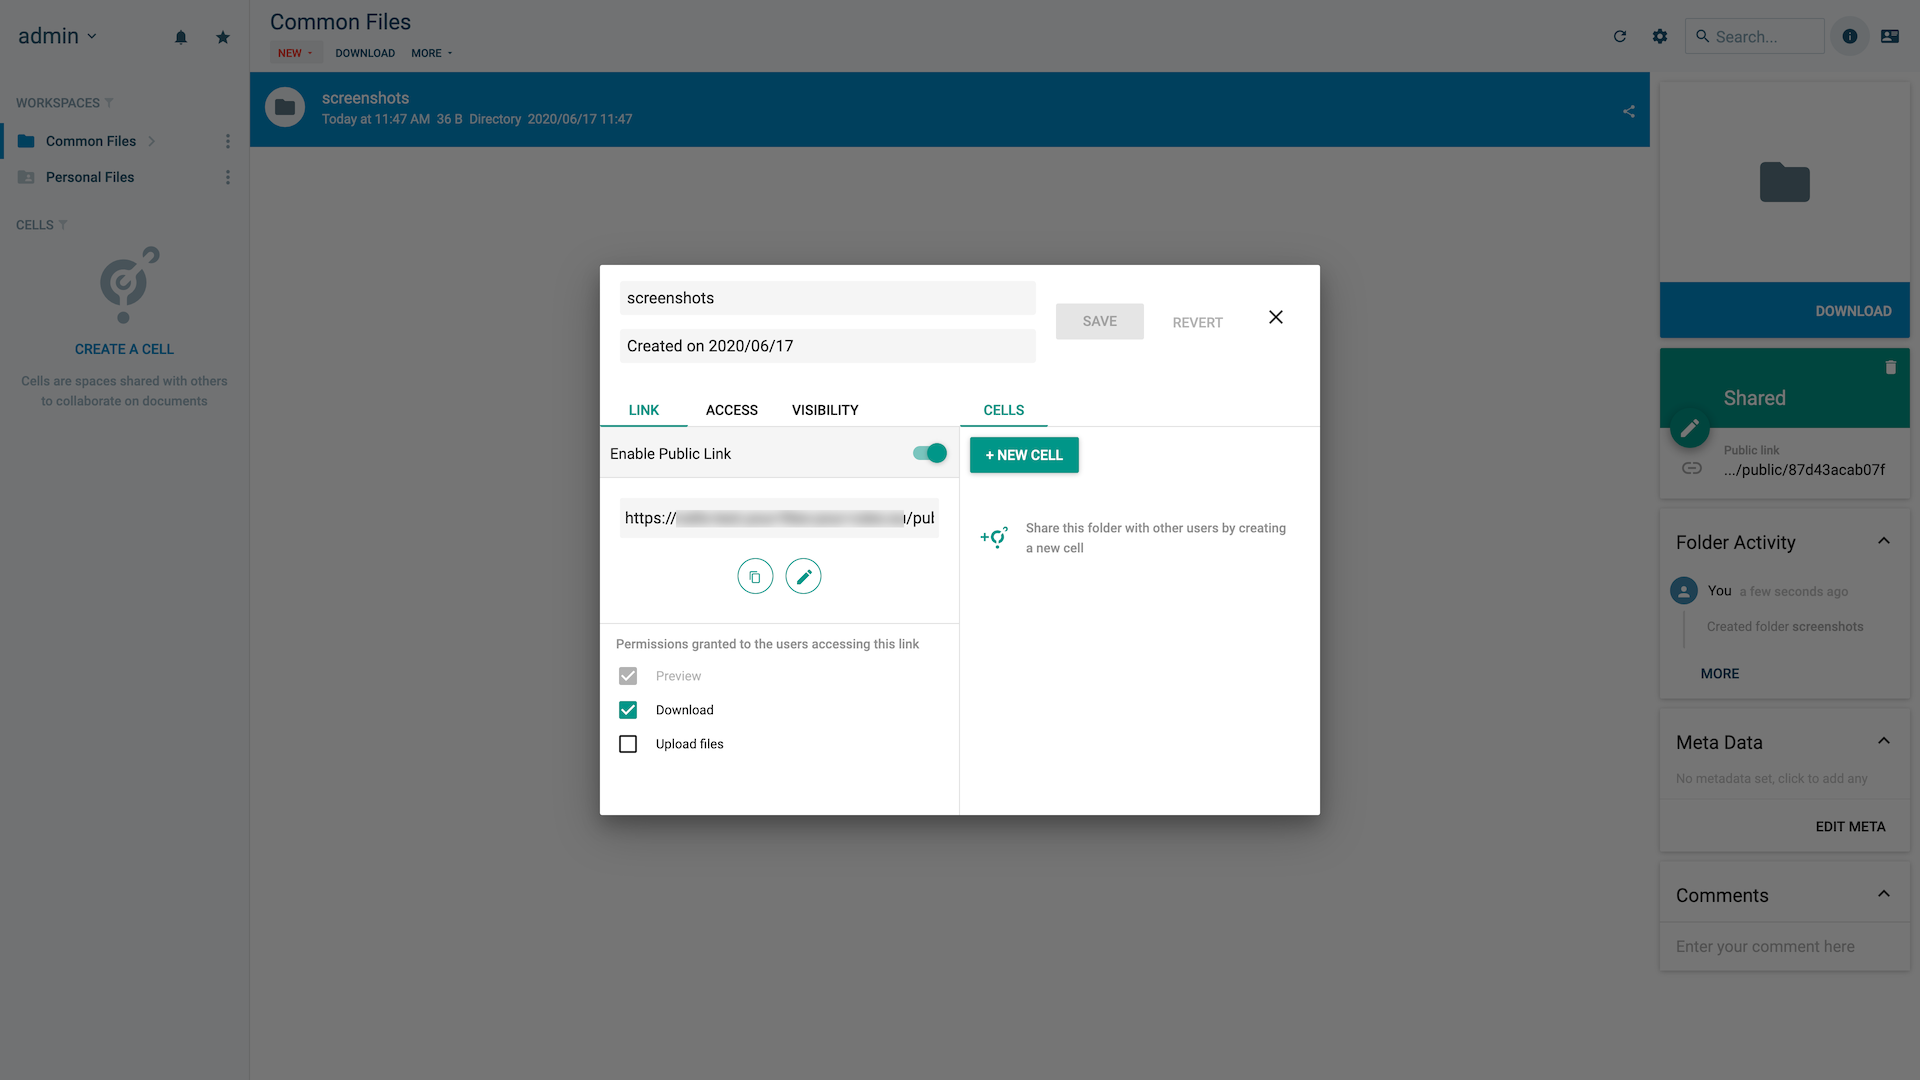 admin
Common Files
NEW
DOWNLOAD
MORE
Search...
WORKSPACES
Common Files
Personal Files
CELLS
CREATE A CELL
Cells are spaces shared with others
to collaborate on documents
screenshots
Today at 11:47 AM 36 B Directory 2020/06/17 11:47
screenshots
Created on 2020/06/17
SAVE
REVERT
LINK
ACCESS
VISIBILITY
CELLS
Enable Public Link
https://
/pub
Permissions granted to the users accessing this link
Preview
Download
Upload files
+ NEW CELL
Share this folder with other users by creating
a new cell
DOWNLOAD
Shared
Public link
.../public/87d43acab07f
Folder Activity
You a few seconds ago
Created folder screenshots
MORE
Meta Data
No metadata set, click to add any
EDIT META
Comments
Enter your comment here